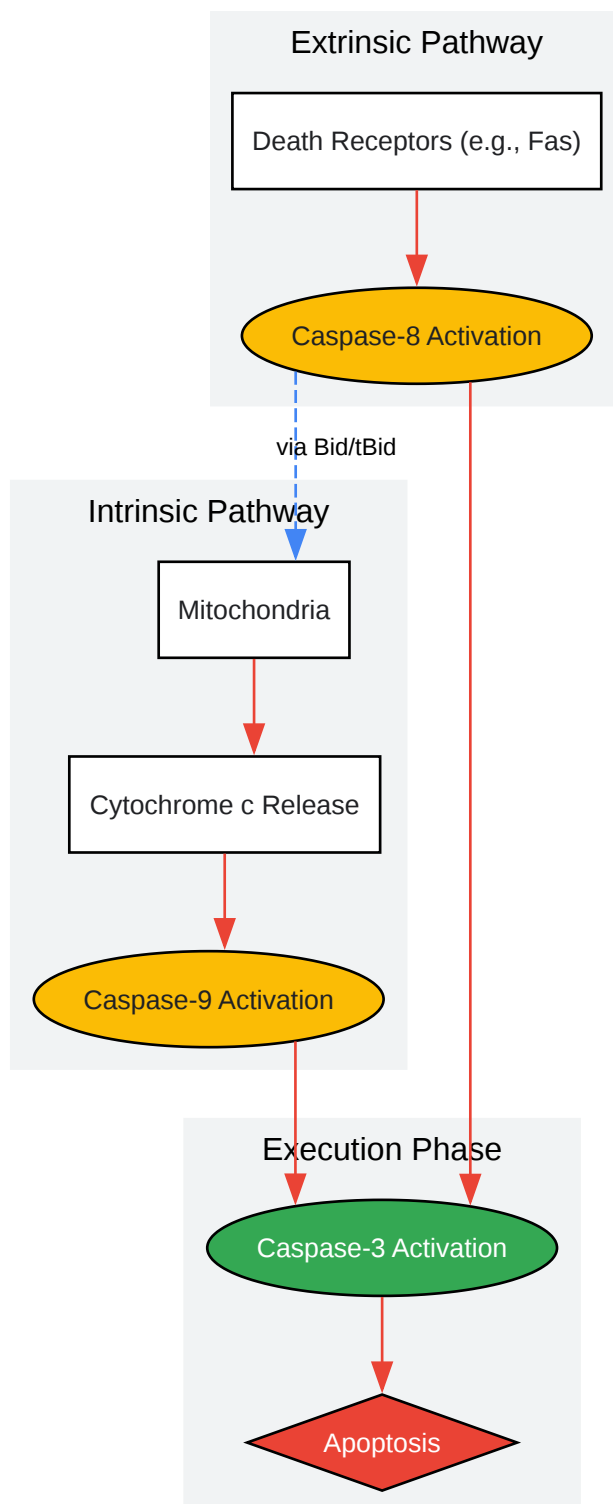 Extrinsic Pathway
Death Receptors (e.g., Fas)
Caspase-8 Activation
via Bid/tBid
Intrinsic Pathway
Mitochondria
Cytochrome c Release
Caspase-9 Activation
Execution Phase
Caspase-3 Activation
Apoptosis